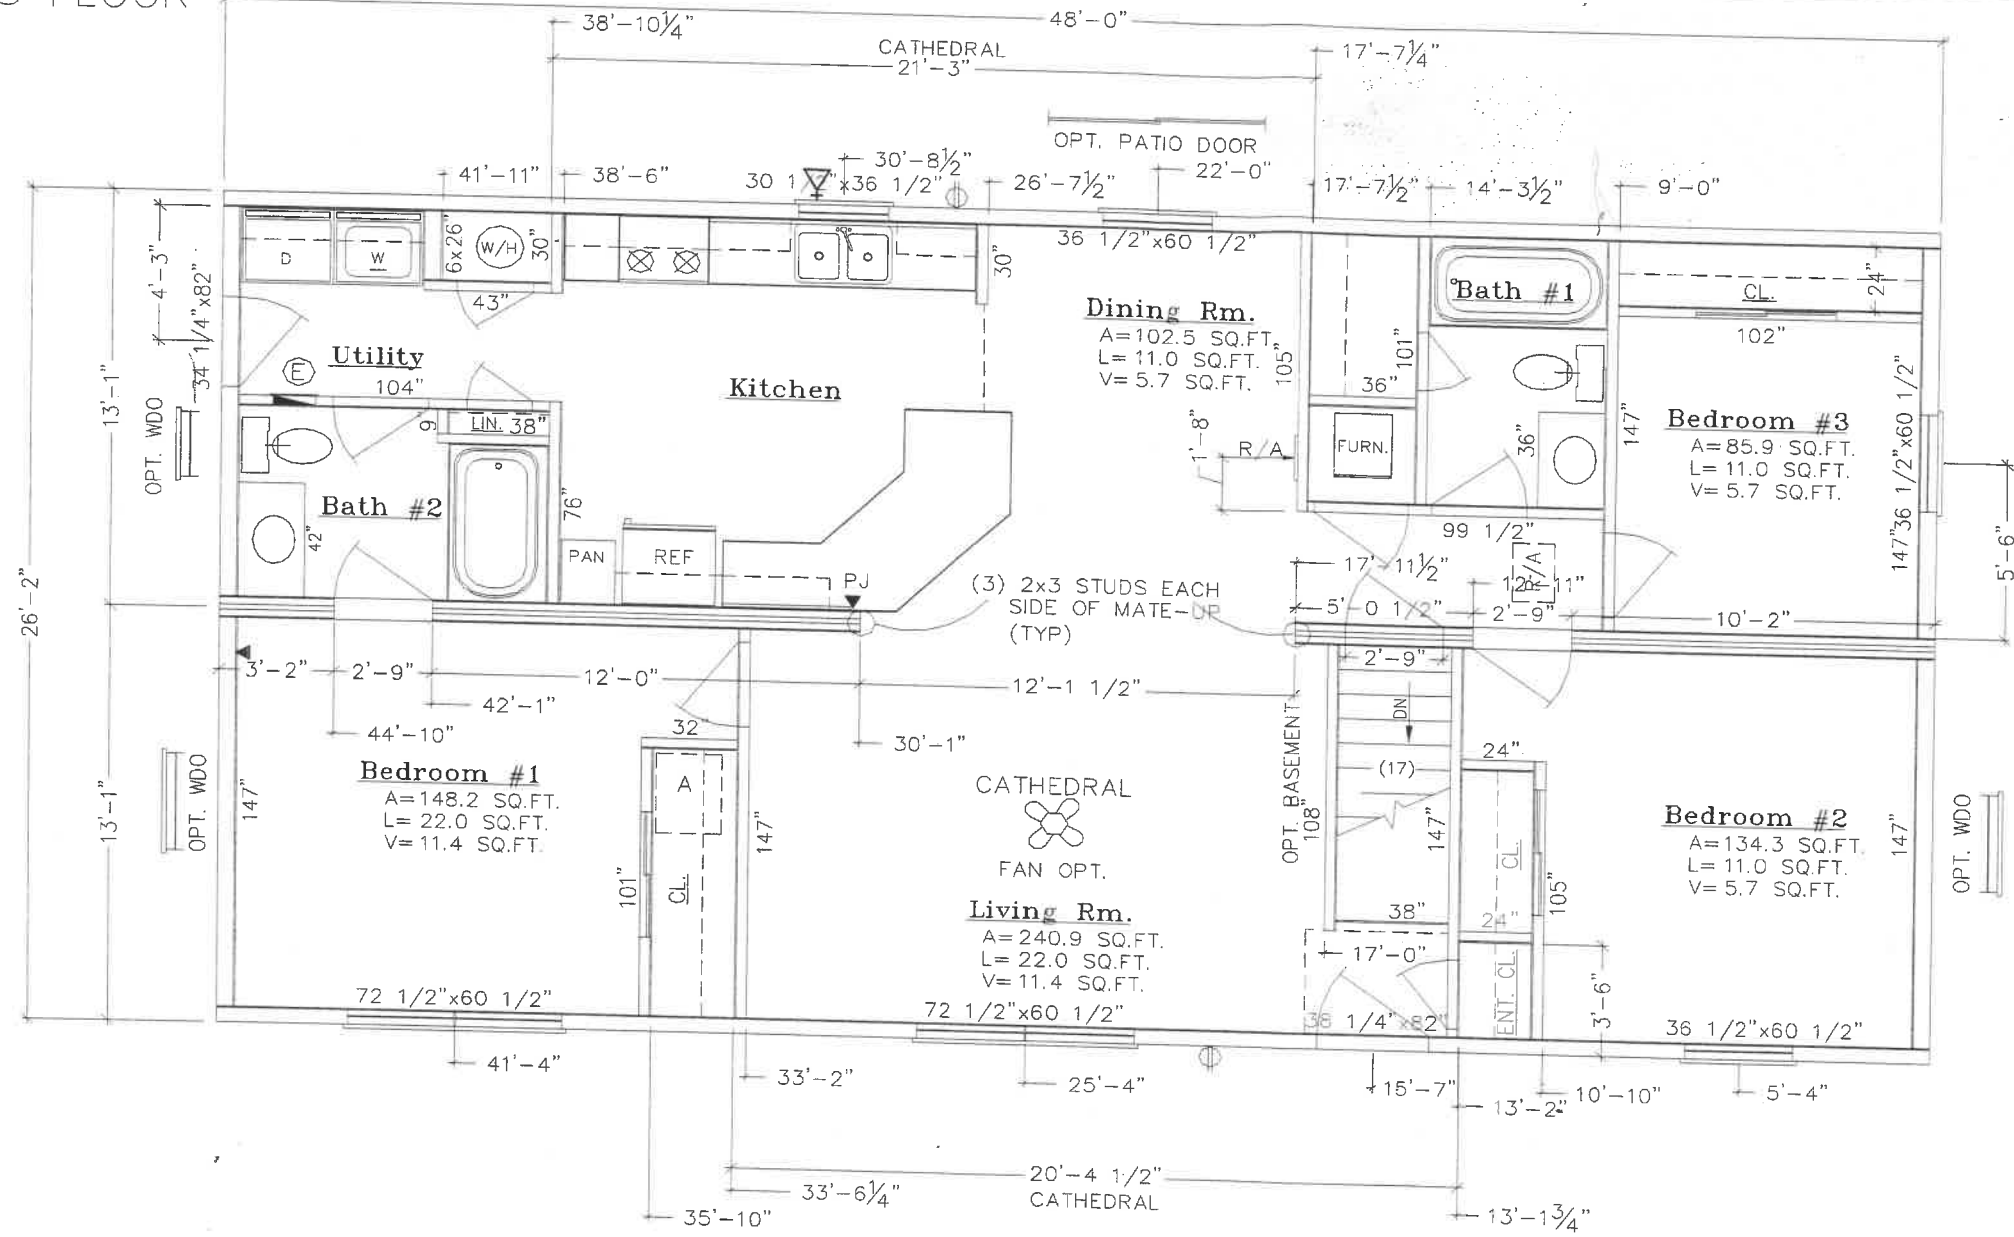 FLOOR
48'-0"
38'-10¼"
CATHEDRAL
21'-3"
17'-7¼"
OPT. PATIO DOOR
41'-11"
38'-6"
30'-8½"
26'-7½"
22'-0"
17'-7½"
14'-3½"
9'-0"
36 1/2"x60 1/2"
4'-3"
34 1/4"x82"
13'-1"
26'-2"
OPT. WDO
D
W
6x26"
W/H
30"
43"
30"
E
Utility
104"
Kitchen
Dining Rm.
A=102.5 SQ.FT.
L= 11.0 SQ.FT.
V= 5.7 SQ.FT.
105"
36"
101"
Bath #1
CL.
24"
102"
LIN. 38"
9
Bath #2
42"
76"
PAN
REF
PJ
1'-8"
R/A
FURN.
36"
147"
Bedroom #3
A=85.9 SQ.FT.
L= 11.0 SQ.FT.
V= 5.7 SQ.FT.
36 1/2"x60 1/2"
147"
5'-6"
99 1/2"
R/A
17'-11½"
12'-11"
5'-0 1/2"
2'-9"
10'-2"
(3) 2x3 STUDS EACH
SIDE OF MATE-UP
(TYP)
3'-2"
2'-9"
12'-0"
12'-1 1/2"
2'-9"
42'-1"
44'-10"
30'-1"
32"
DN
(17)
13'-1"
OPT. WDO
147"
Bedroom #1
A=148.2 SQ.FT.
L= 22.0 SQ.FT.
V= 11.4 SQ.FT.
A
CL.
101"
147"
CATHEDRAL
FAN OPT.
Living Rm.
A=240.9 SQ.FT.
L= 22.0 SQ.FT.
V= 11.4 SQ.FT.
OPT. BASEMENT
108"
147"
24"
CL.
24"
105"
Bedroom #2
A=134.3 SQ.FT.
L= 11.0 SQ.FT.
V= 5.7 SQ.FT.
147"
OPT. WDO
38"
17'-0"
ENT. CL.
3'-6"
38 1/4"x82"
72 1/2"x60 1/2"
72 1/2"x60 1/2"
36 1/2"x60 1/2"
41'-4"
33'-2"
25'-4"
15'-7"
13'-2"
10'-10"
5'-4"
20'-4 1/2"
CATHEDRAL
33'-6¼"
35'-10"
13'-1¾"